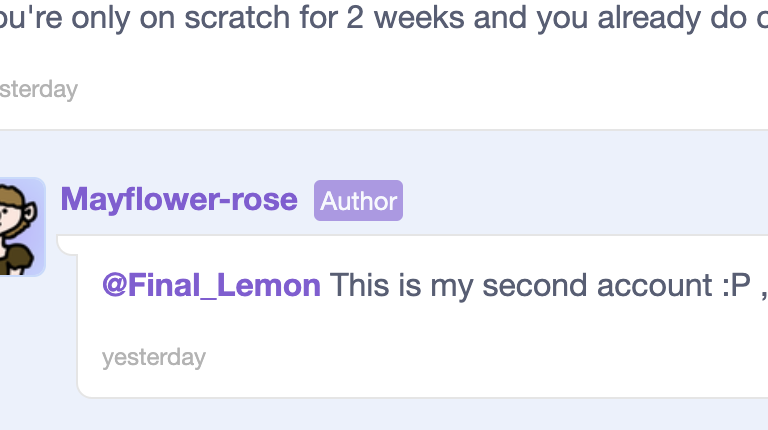 're only on scratch for 2 weeks and you already do
Mayflower-rose Author
@Final_Lemon This is my second account :P ,
yesterday